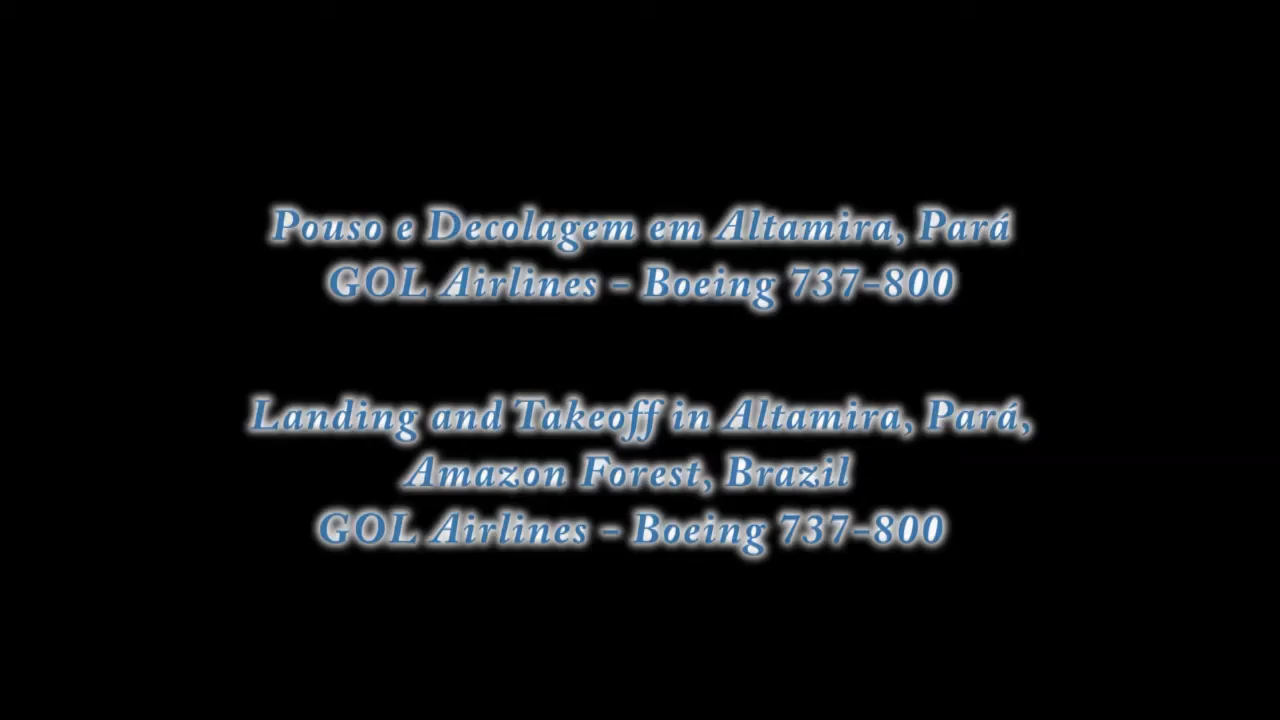 Pouso e Decolagem em Altamira, Pará
GOL Airlines - Boeing 737-800
Landing and Takeoff in Altamira, Pará,
Amazon Forest, Brazil
GOL Airlines - Boeing 737-800